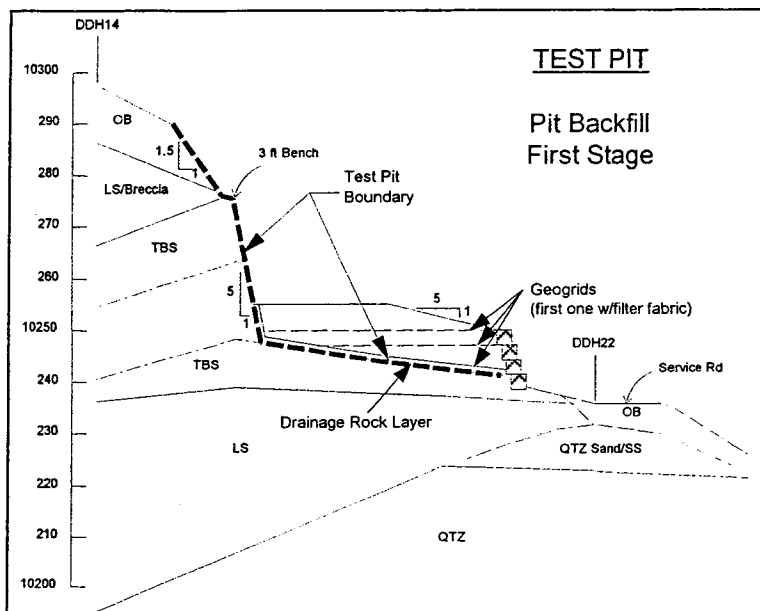 DDH14
TEST PIT
Pit Backfill
First Stage
10300
290
280
270
260
10250
240
230
220
210
10200
OB
1.5
1
3 ft Bench
LS/Breccia
Test Pit
Boundary
TBS
5
1
5
1
Geogrids
(first one w/filter fabric)
DDH22
Service Rd
TBS
OB
Drainage Rock Layer
LS
QTZ Sand/SS
QTZ